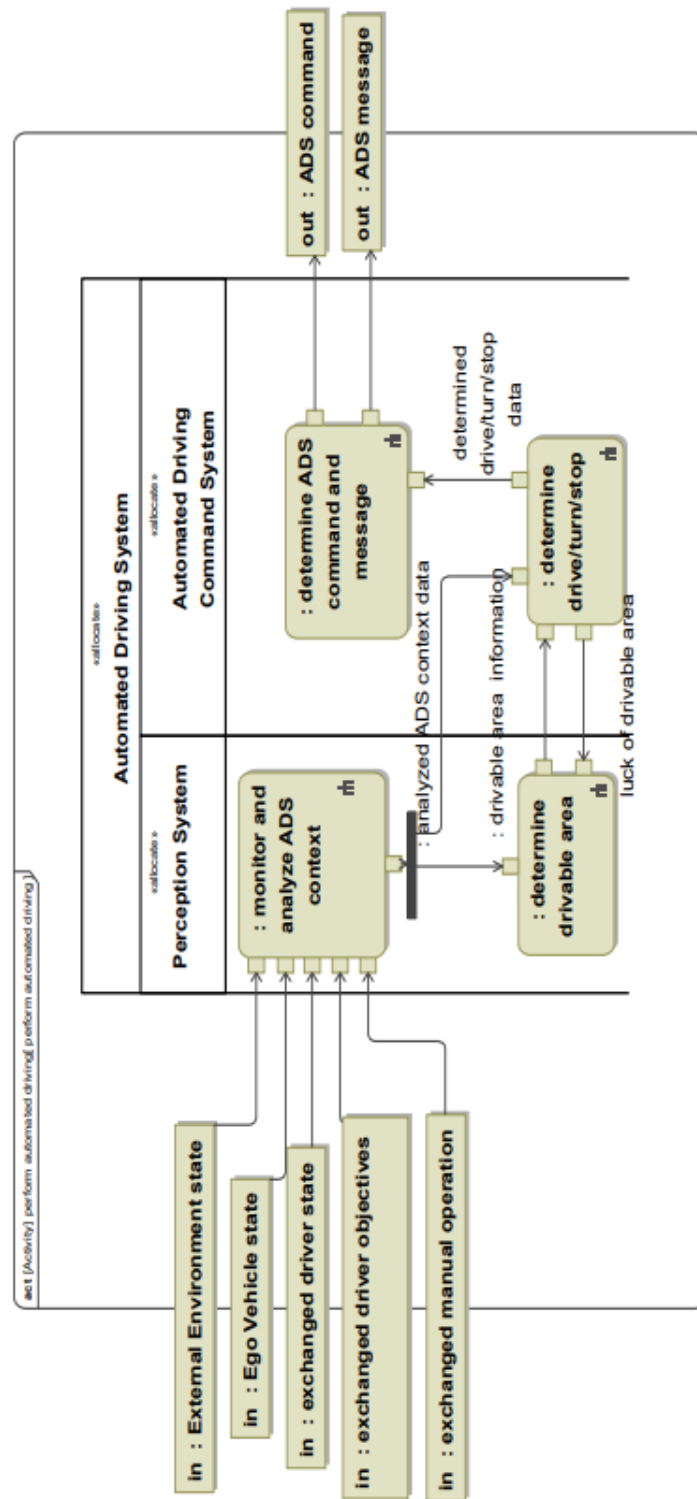 act [Activity] perform automated driving[ perform automated driving ]
«allocate»
Automated Driving System
«allocate»
Perception System
«allocate»
Automated Driving
Command System
in : External Environment state
in : Ego Vehicle state
in : exchanged driver state
in : exchanged driver objectives
in : exchanged manual operation
: monitor and
analyze ADS
context
: determine ADS
command and
message
out : ADS command
out : ADS message
: analyzed ADS context data
determined
drive/turn/stop
data
: drivable area information
: determine
drivable area
: determine
drive/turn/stop
luck of drivable area